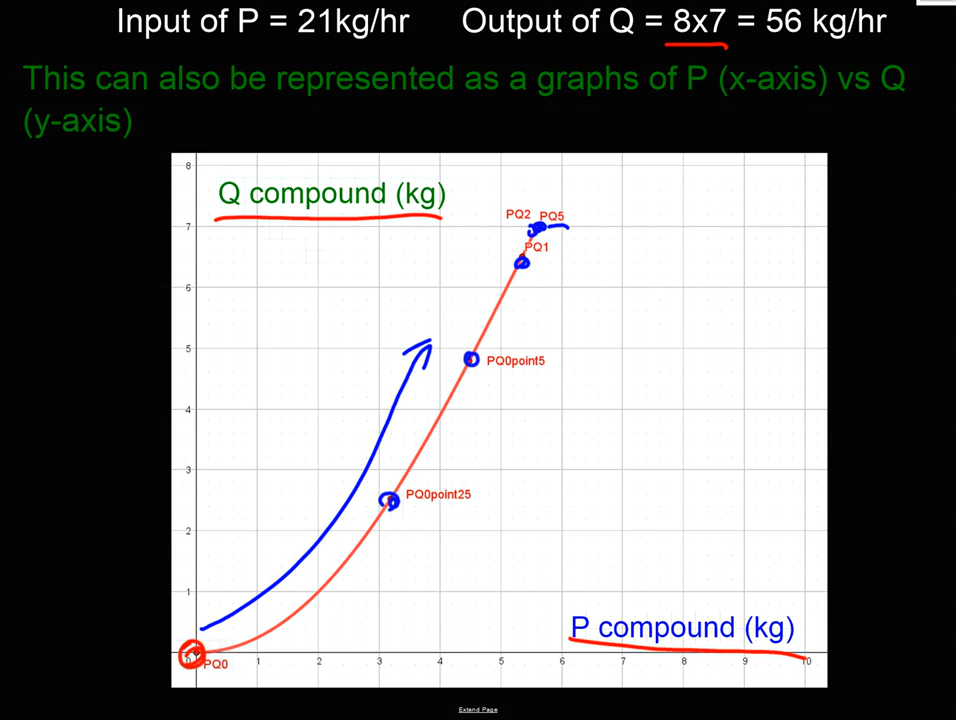 Input of P = 21kg/hr Output of Q = 8x7 = 56 kg/hr
This can also be represented as a graphs of P (x-axis) vs Q
(y-axis)
8
Q compound (kg)
PQ2 PQ5
7
PQ1
6
5
PQ0point5
4
3
PQ0point25
2
1
P compound (kg)
0 1 2 3 4 5 6 7 8 9 10
PQ0
Extend Page